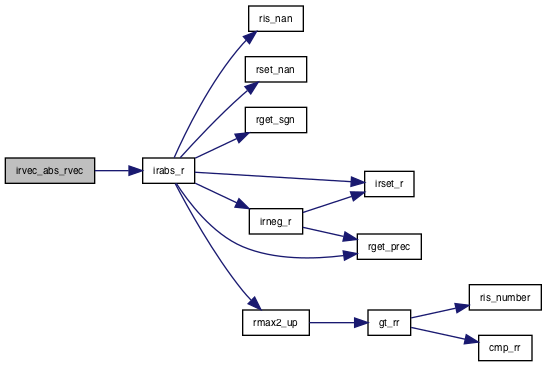 ris_nan
rset_nan
rget_sgn
irvec_abs_rvec
irabs_r
irset_r
irneg_r
rget_prec
ris_number
rmax2_up
gt_rr
cmp_rr